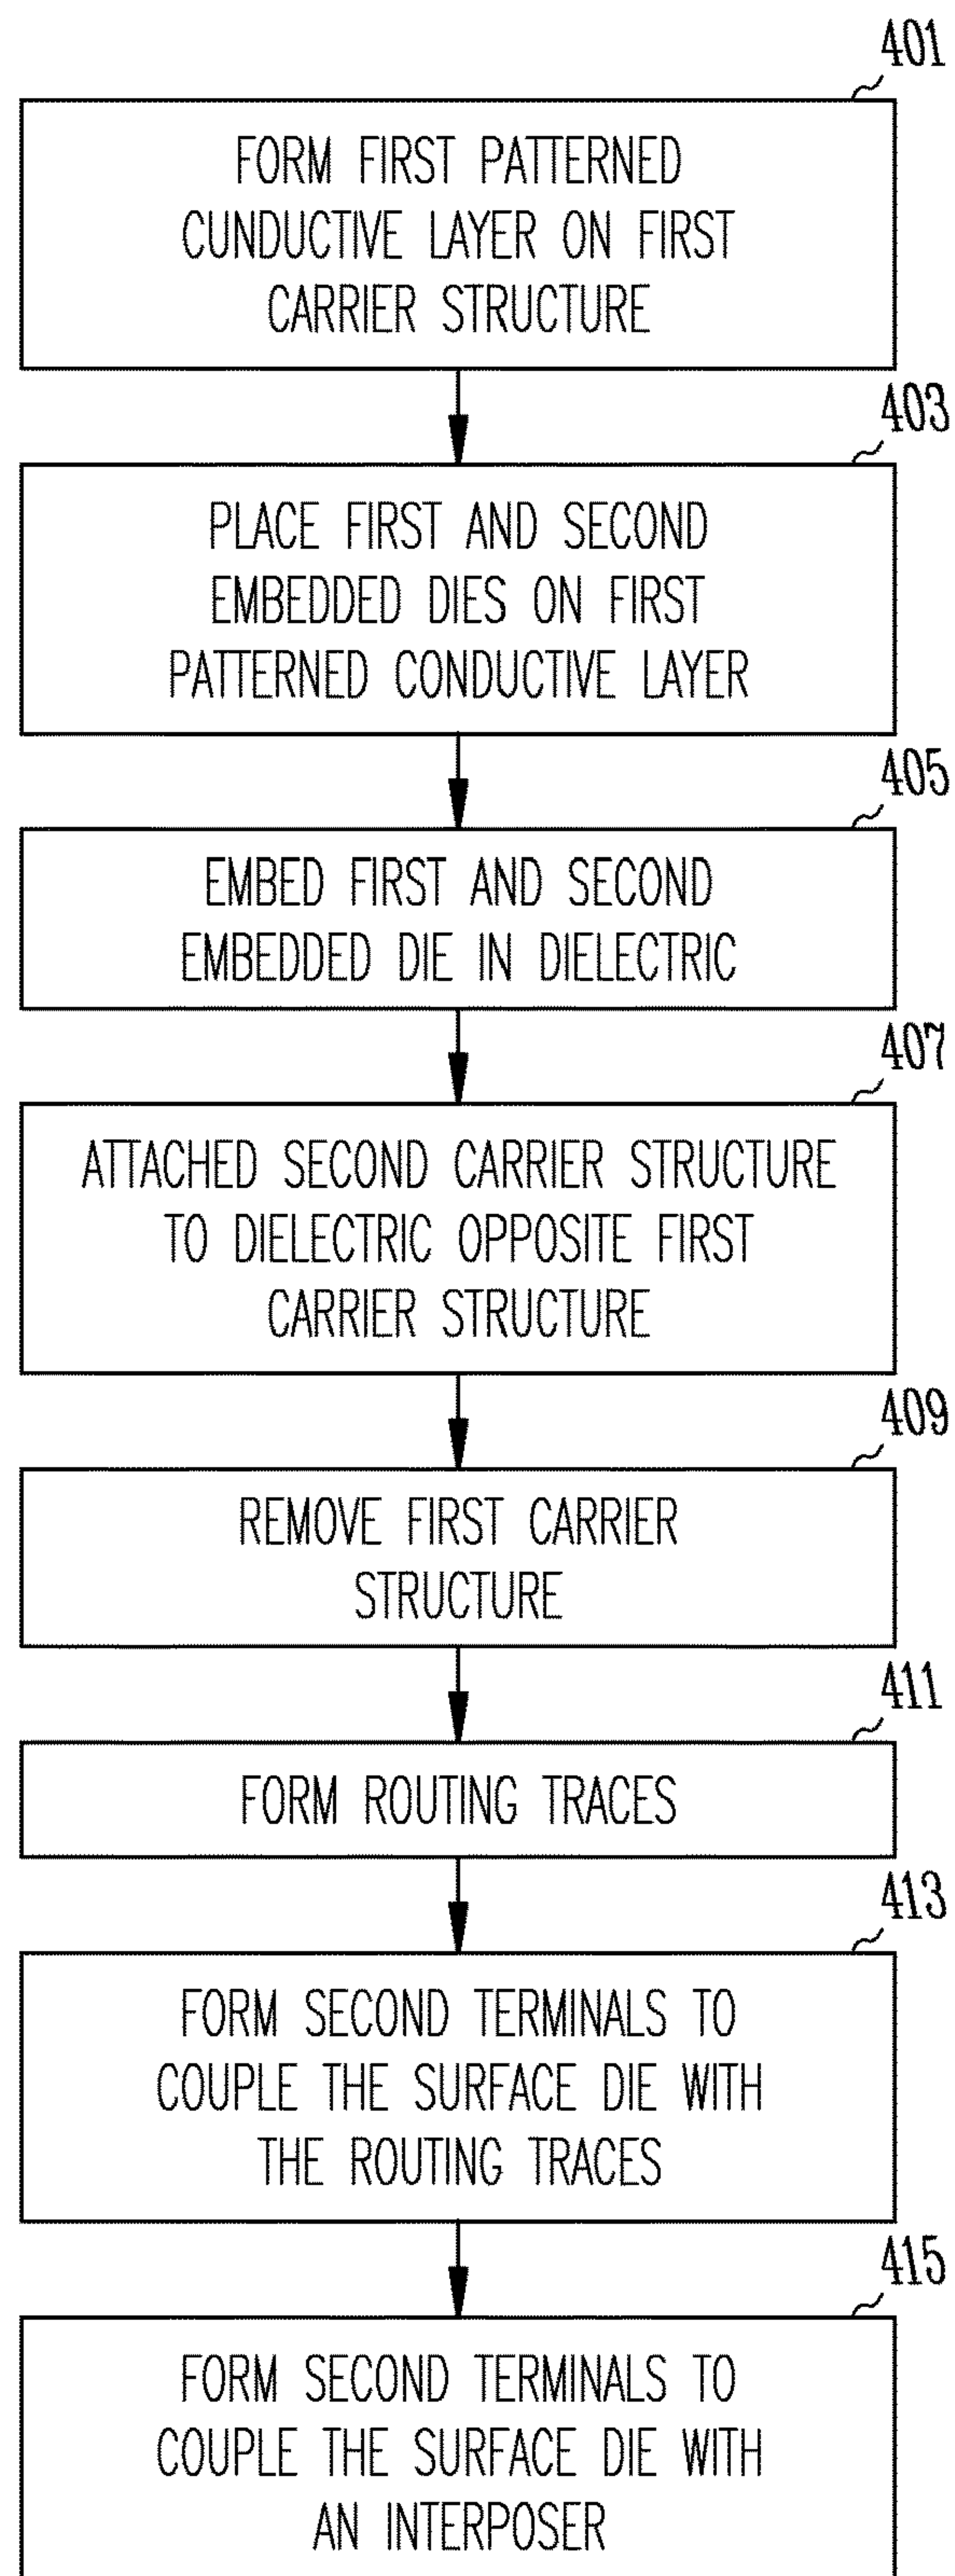 401
FORM FIRST PATTERNED
CUNDUCTIVE LAYER ON FIRST
CARRIER STRUCTURE
403
PLACE FIRST AND SECOND
EMBEDDED DIES ON FIRST
PATTERNED CONDUCTIVE LAYER
405
EMBED FIRST AND SECOND
EMBEDDED DIE IN DIELECTRIC
407
ATTACHED SECOND CARRIER STRUCTURE
TO DIELECTRIC OPPOSITE FIRST
CARRIER STRUCTURE
409
REMOVE FIRST CARRIER
STRUCTURE
411
FORM ROUTING TRACES
413
FORM SECOND TERMINALS TO
COUPLE THE SURFACE DIE WITH
THE ROUTING TRACES
415
FORM SECOND TERMINALS TO
COUPLE THE SURFACE DIE WITH
AN INTERPOSER